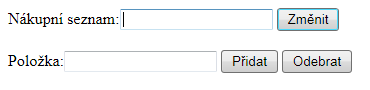 Nákupní seznam: Změnit
Položka: Přidat Odebrat